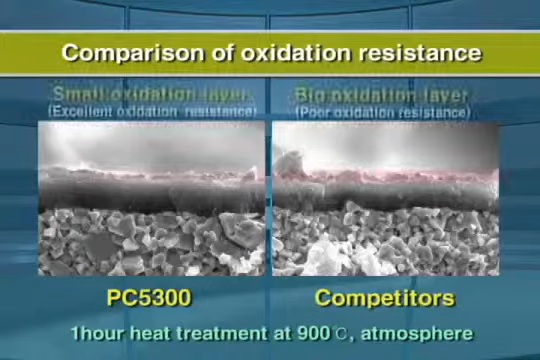 Comparison of oxidation resistance
Small oxidation layer Big oxidation layer
(Excellent oxidation resistance) (Poor oxidation resistance)
PC5300 Competitors
1hour heat treatment at 900℃, atmosphere